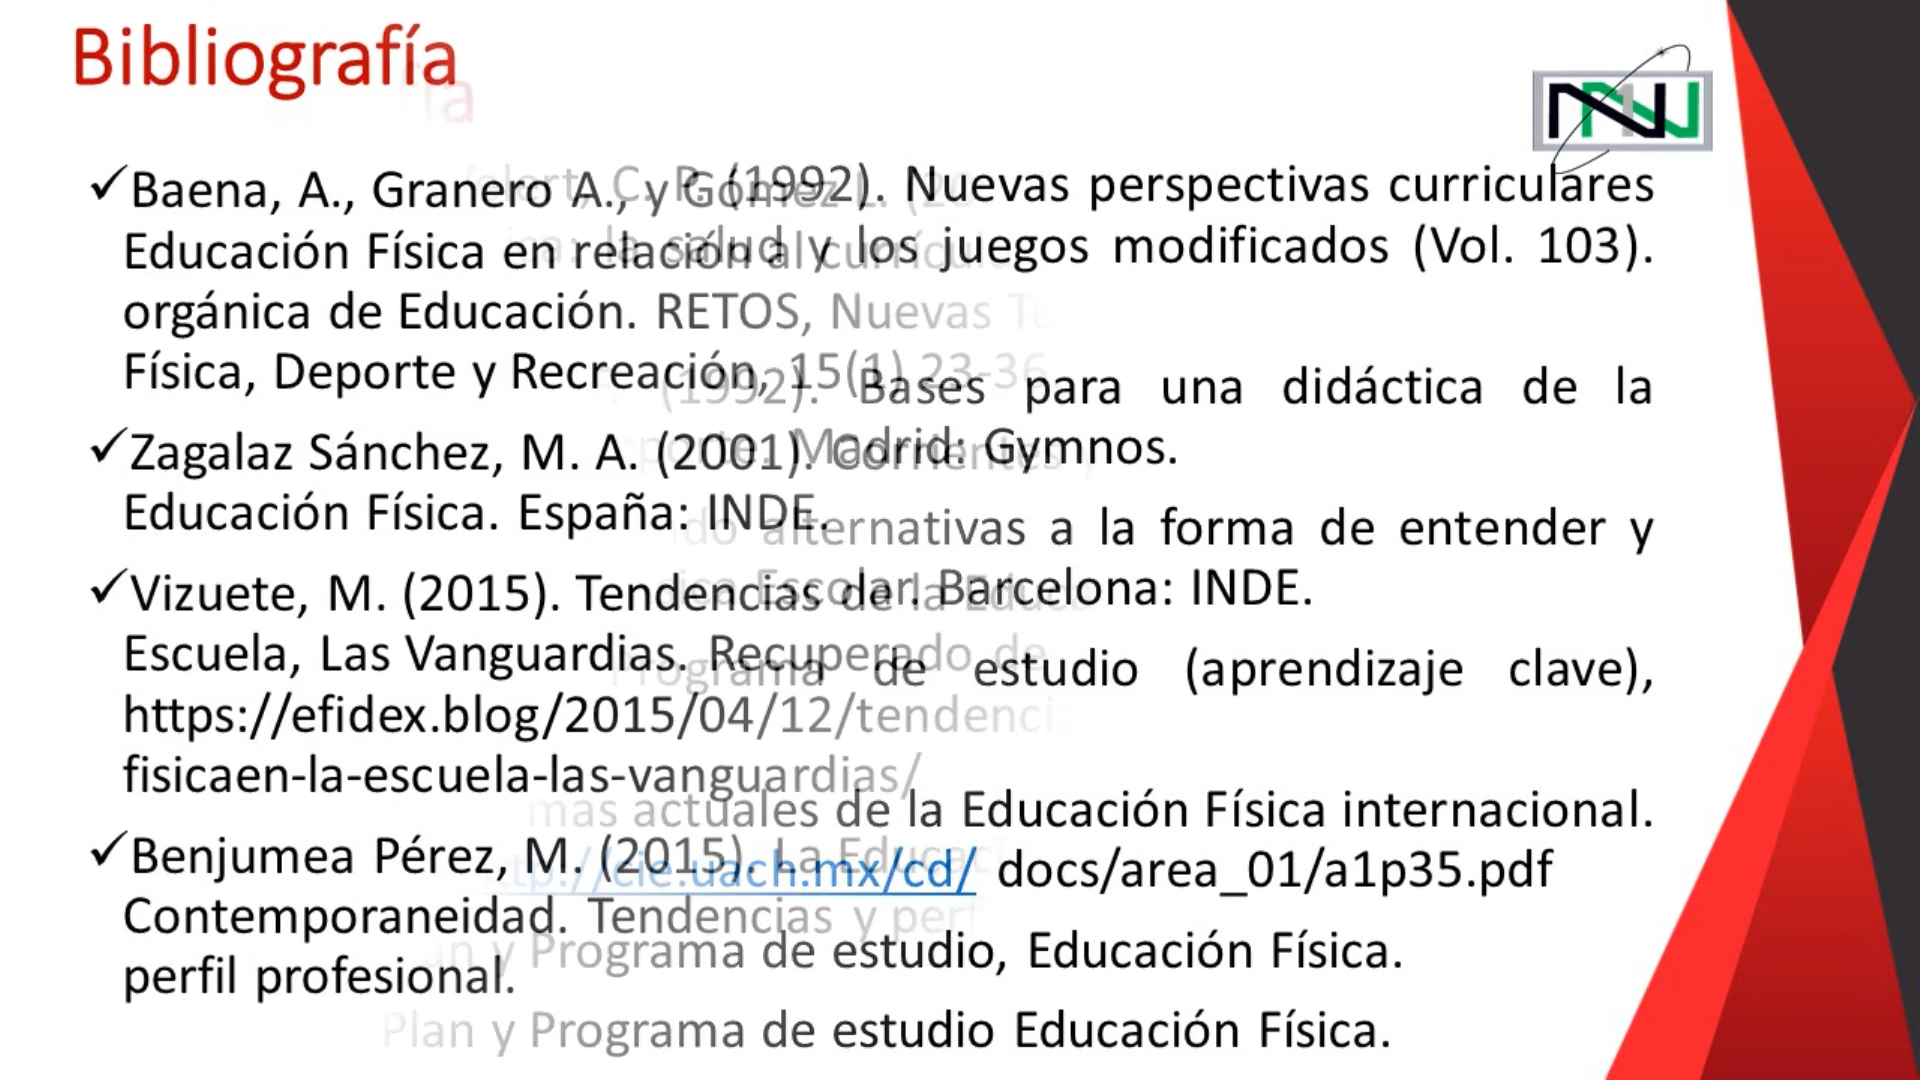 Bibliografía
✓Baena, A., Granero A., y Gómez
(1992). Nuevas perspectivas curriculares
Educación Física en relación al
la salud y los juegos modificados (Vol. 103).
orgánica de Educación. RETOS, Nuevas
Física, Deporte y Recreación, 15(1) 23-36
(1992). Bases para una didáctica de la
✓Zagalaz Sánchez, M. A. (2001).
Madrid: Gymnos.
Educación Física. España: INDE.
alternativas a la forma de entender y
✓Vizuete, M. (2015). Tendencias de la
Barcelona: INDE.
Escuela, Las Vanguardias. Recuperado de
Programa de estudio (aprendizaje clave),
https://efidex.blog/2015/04/12/tendenci
fisicaen-la-escuela-las-vanguardias/
actuales de la Educación Física internacional.
✓Benjumea Pérez, M. (2015). La
://cie.uach.mx/cd/ docs/area_01/a1p35.pdf
Contemporaneidad. Tendencias y
y Programa de estudio, Educación Física.
perfil profesional.
Plan y Programa de estudio Educación Física.